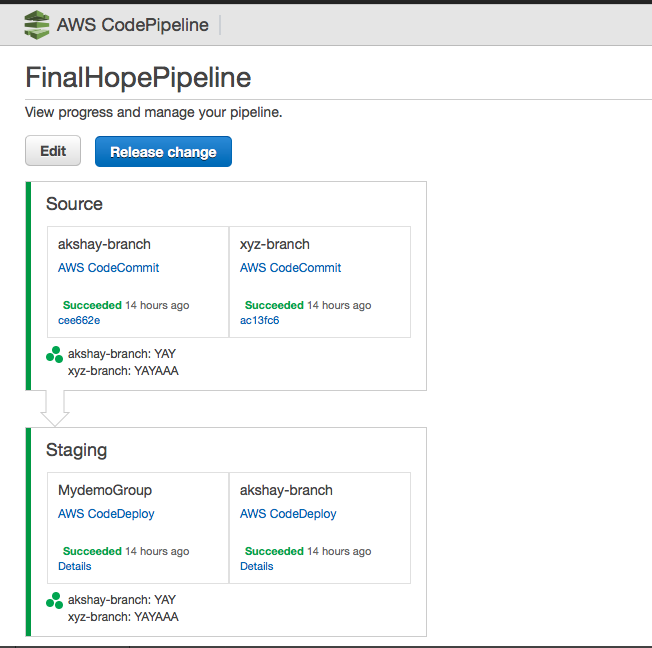 AWS CodePipeline
FinalHopePipeline
View progress and manage your pipeline.
Edit
Release change
Source
akshay-branch
AWS CodeCommit
Succeeded 14 hours ago
cee662e
xyz-branch
AWS CodeCommit
Succeeded 14 hours ago
ac13fc6
akshay-branch: YAY
xyz-branch: YAYAAA
Staging
MydemoGroup
AWS CodeDeploy
Succeeded 14 hours ago
Details
akshay-branch
AWS CodeDeploy
Succeeded 14 hours ago
Details
akshay-branch: YAY
xyz-branch: YAYAAA